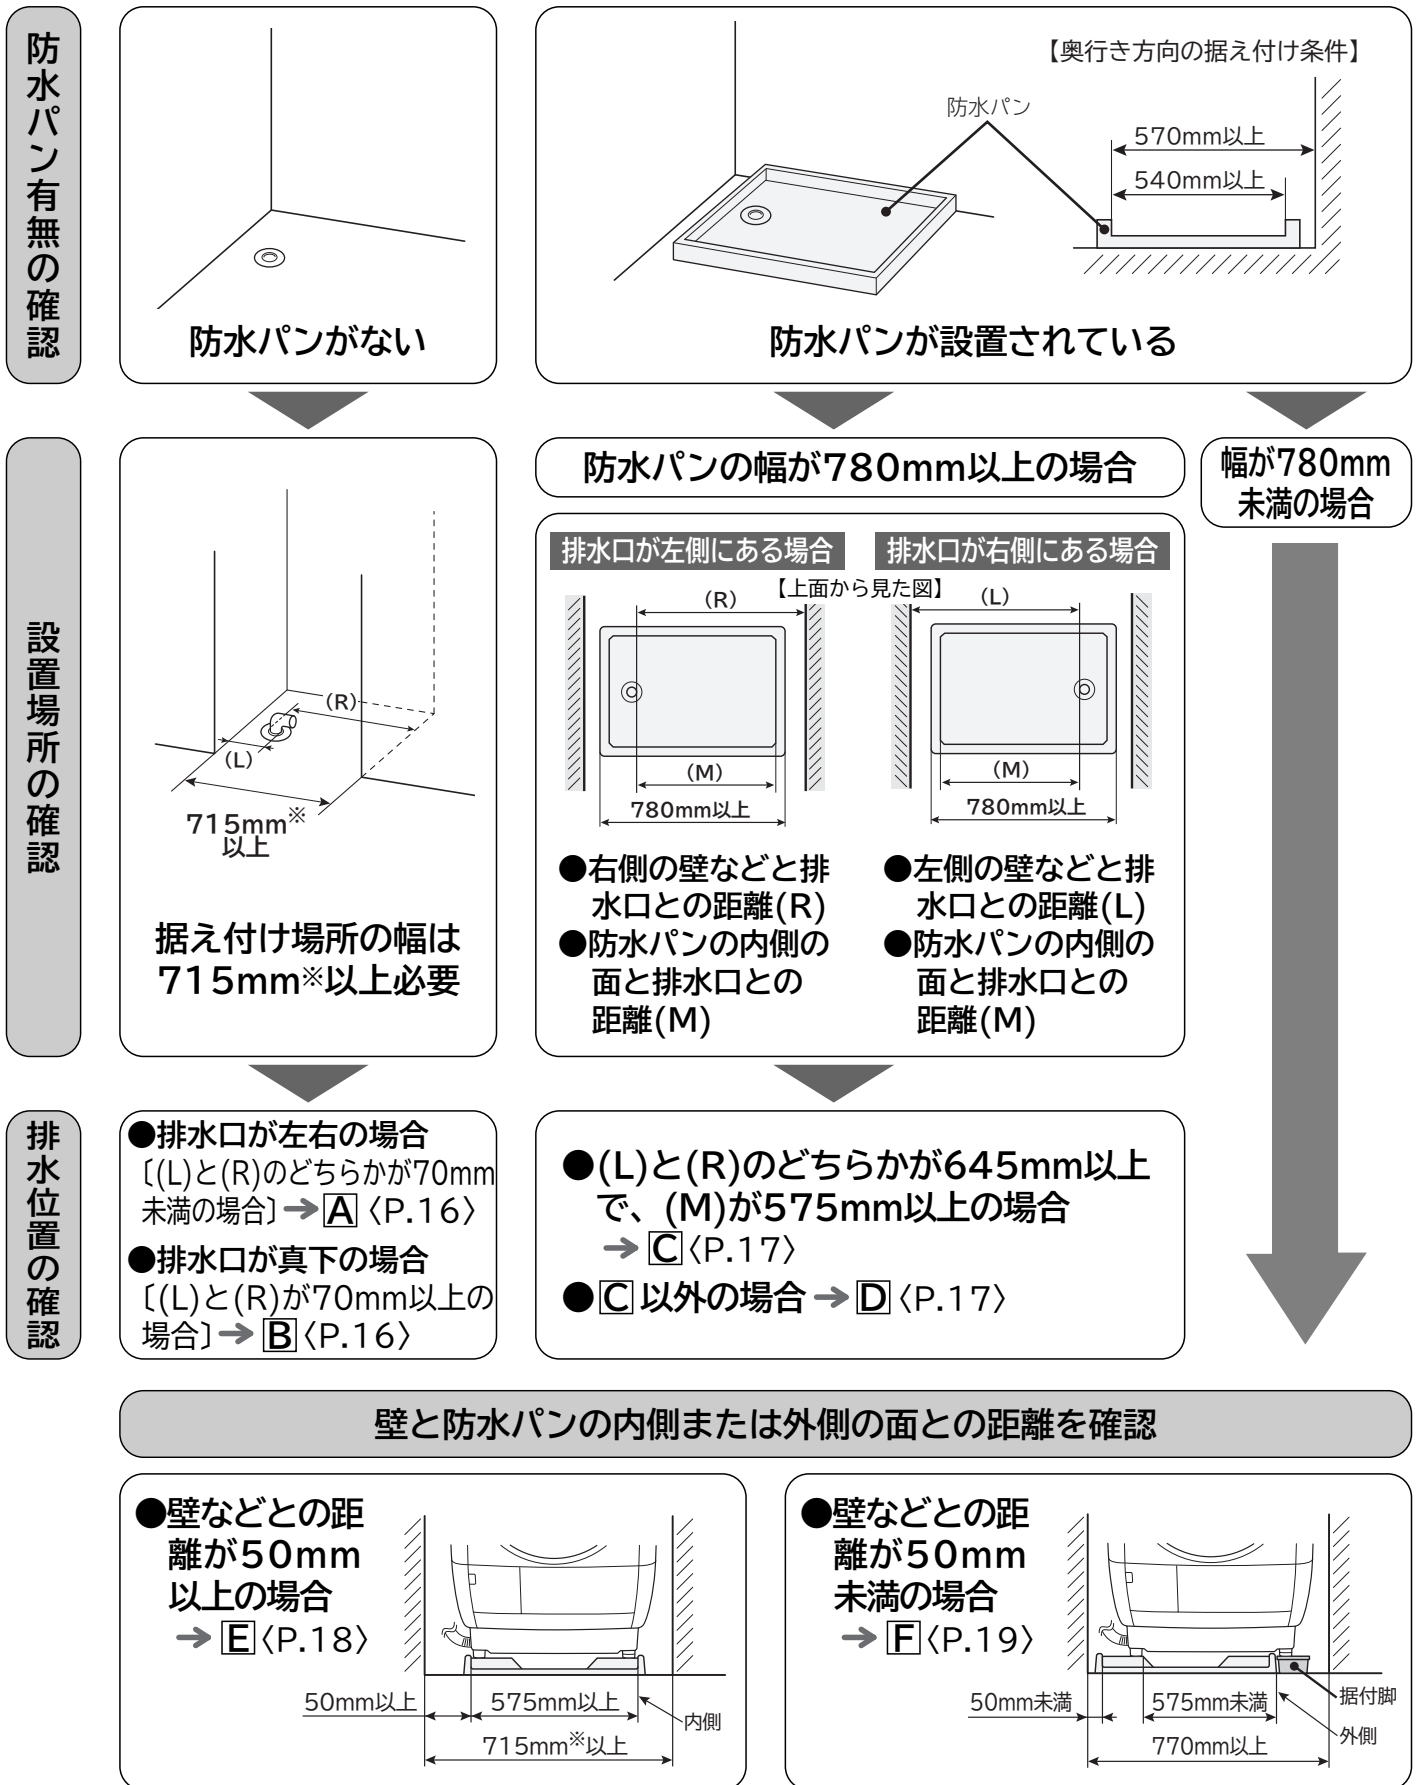 防水パン有無の確認
防水パンがない
【奥行き方向の据え付け条件】
防水パン
570mm以上
540mm以上
防水パンが設置されている
設置場所の確認
(R)
(L)
715mm※
以上
据え付け場所の幅は
715mm※以上必要
防水パンの幅が780mm以上の場合
排水口が左側にある場合
排水口が右側にある場合
【上面から見た図】
(R)
(M)
780mm以上
(L)
(M)
780mm以上
●右側の壁などと排
水口との距離(R)
●防水パンの内側の
面と排水口との
距離(M)
●左側の壁などと排
水口との距離(L)
●防水パンの内側の
面と排水口との
距離(M)
幅が780mm
未満の場合
排水位置の確認
●排水口が左右の場合
〔(L)と(R)のどちらかが70mm
未満の場合〕➔A〈P.16〉
●排水口が真下の場合
〔(L)と(R)が70mm以上の
場合〕➔B〈P.16〉
●(L)と(R)のどちらかが645mm以上
で、(M)が575mm以上の場合
➔C〈P.17〉
●C以外の場合➔D〈P.17〉
壁と防水パンの内側または外側の面との距離を確認
●壁などとの距
離が50mm
以上の場合
➔E〈P.18〉
50mm以上
575mm以上
内側
715mm※以上
●壁などとの距
離が50mm
未満の場合
➔F〈P.19〉
50mm未満
575mm未満
据付脚
外側
770mm以上